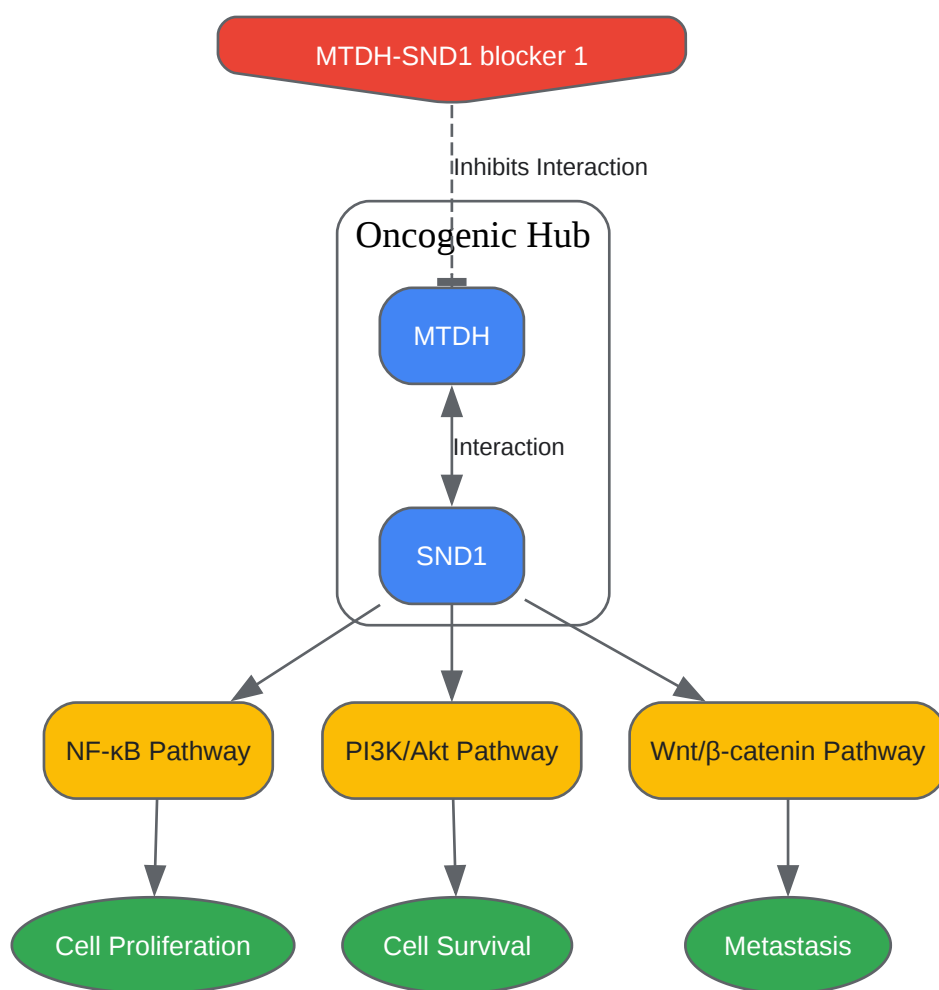 MTDH-SND1 blocker 1
Inhibits Interaction
Oncogenic Hub
MTDH
Interaction
SND1
NF-κB Pathway
PI3K/Akt Pathway
Wnt/β-catenin Pathway
Cell Proliferation
Cell Survival
Metastasis